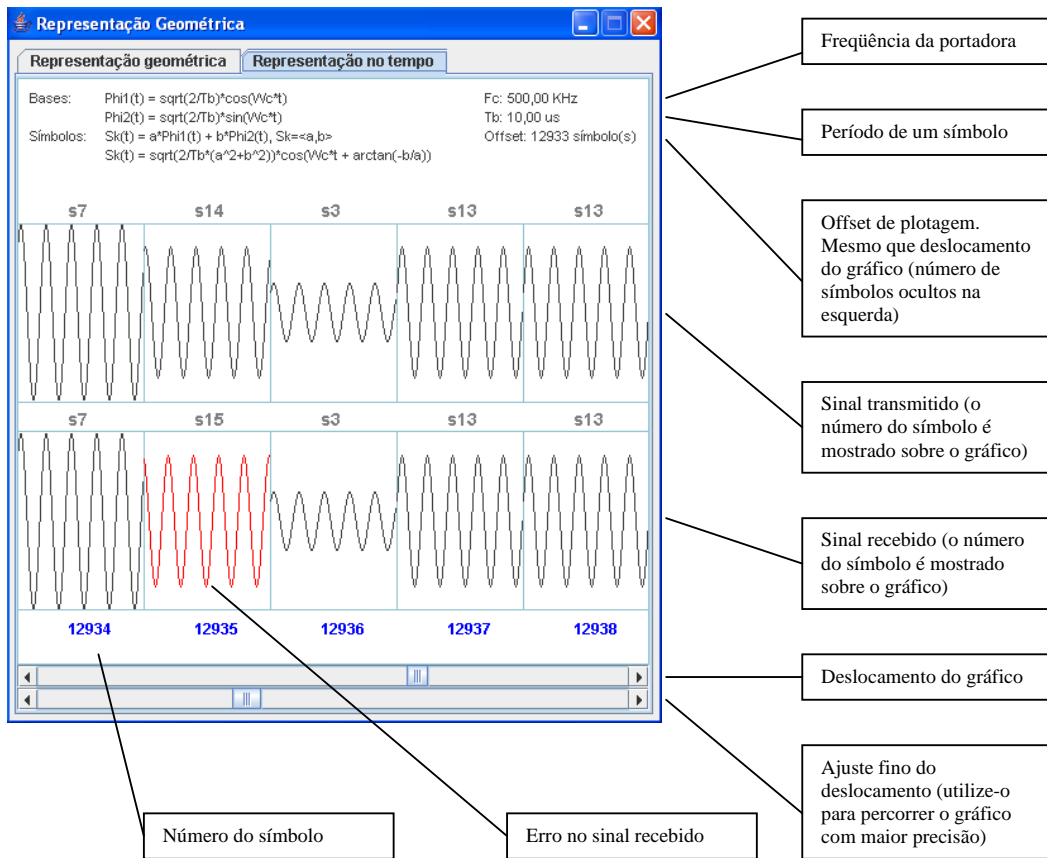 Representação Geométrica
Representação geométrica
Representação no tempo
Bases: Phi1(t) = sqrt(2/Tb)*cos(Wc*t)
Phi2(t) = sqrt(2/Tb)*sin(Wc*t)
Símbolos: Sk(t) = a*Phi1(t) + b*Phi2(t), Sk=<a,b>
Sk(t) = sqrt(2/Tb*(a^2+b^2))*cos(Wc*t + arctan(-b/a))
Fc: 500,00 KHz
Tb: 10,00 us
Offset: 12933 símbolo(s)
s7 s14 s3 s13 s13
s7 s15 s3 s13 s13
12934 12935 12936 12937 12938
Freqüência da portadora
Período de um símbolo
Offset de plotagem.
Mesmo que deslocamento
do gráfico (número de
símbolos ocultos na
esquerda)
Sinal transmitido (o
número do símbolo é
mostrado sobre o gráfico)
Sinal recebido (o número
do símbolo é mostrado
sobre o gráfico)
Deslocamento do gráfico
Ajuste fino do
deslocamento (utilize-o
para percorrer o gráfico
com maior precisão)
Número do símbolo
Erro no sinal recebido